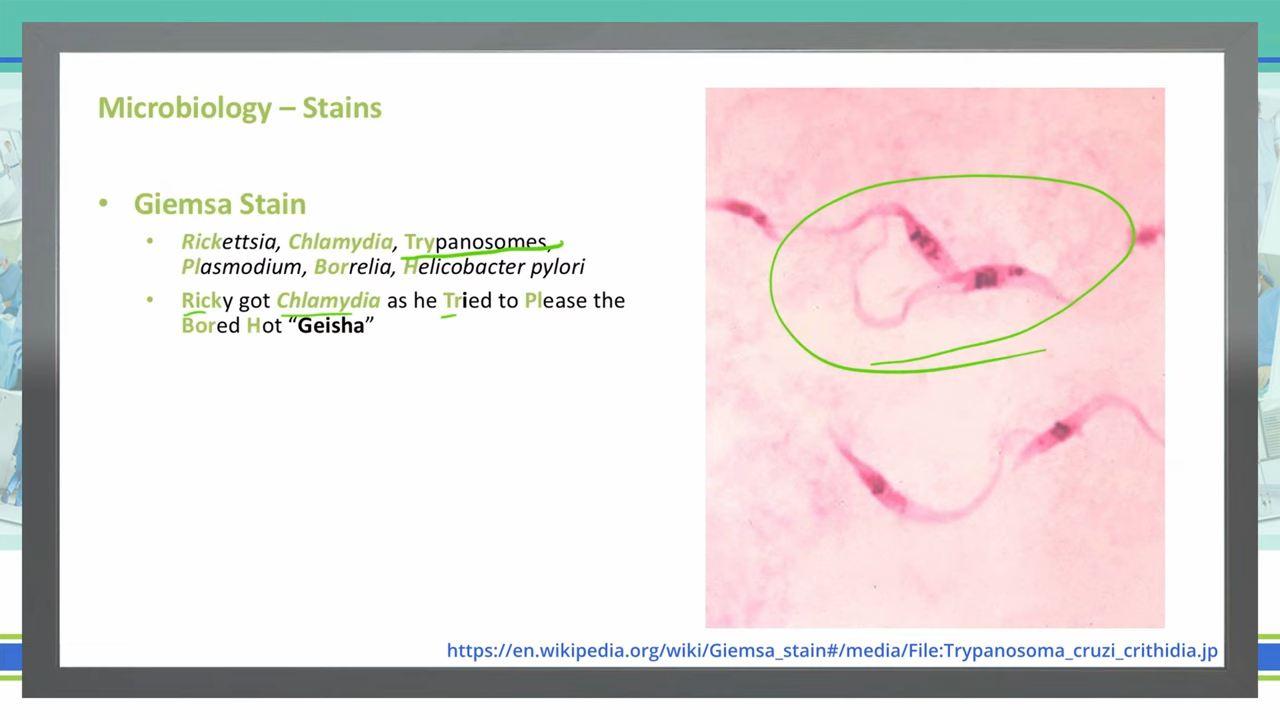 Microbiology – Stains
• Giemsa Stain
• Rickettsia, Chlamydia, Trypanosomes,
Plasmodium, Borrelia, Helicobacter pylori
• Ricky got Chlamydia as he Tried to Please the
Bored Hot “Geisha”
https://en.wikipedia.org/wiki/Giemsa_stain#/media/File:Trypanosoma_cruzi_crithidia.jp